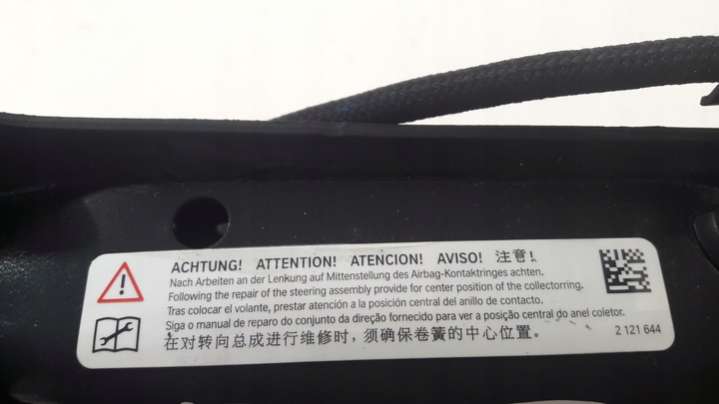 ACHTUNG! ATTENTION! ATENCION! AVISO! 注意!
Nach Arbeiten an der Lenkung auf Mittenstellung des Airbag-Kontaktringes achten.
Following the repair of the steering assembly provide for center position of the collectorring.
Tras colocar el volante, prestar atención a la posición central del anillo de contacto.
Siga o manual de reparo do conjunto da direção fornecido para ver a posição central do anel coletor.
在对转向总成进行维修时，须确保卷簧的中心位置。
2 121 644